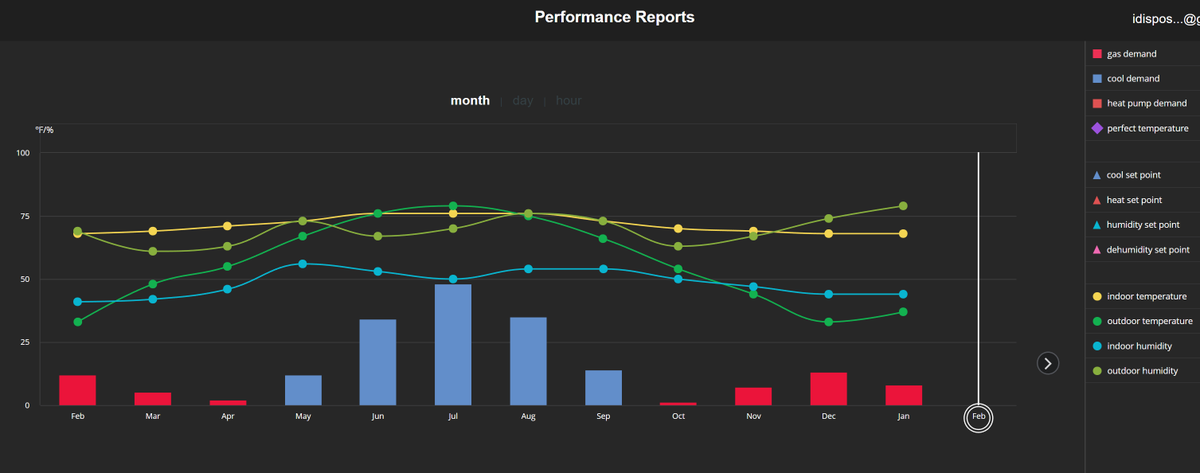 Performance Reports
idispos...@g
month | day | hour
°F/%
100
75
50
25
0
Feb Mar Apr May Jun Jul Aug Sep Oct Nov Dec Jan Feb
gas demand
cool demand
heat pump demand
perfect temperature
cool set point
heat set point
humidity set point
dehumidity set point
indoor temperature
outdoor temperature
indoor humidity
outdoor humidity